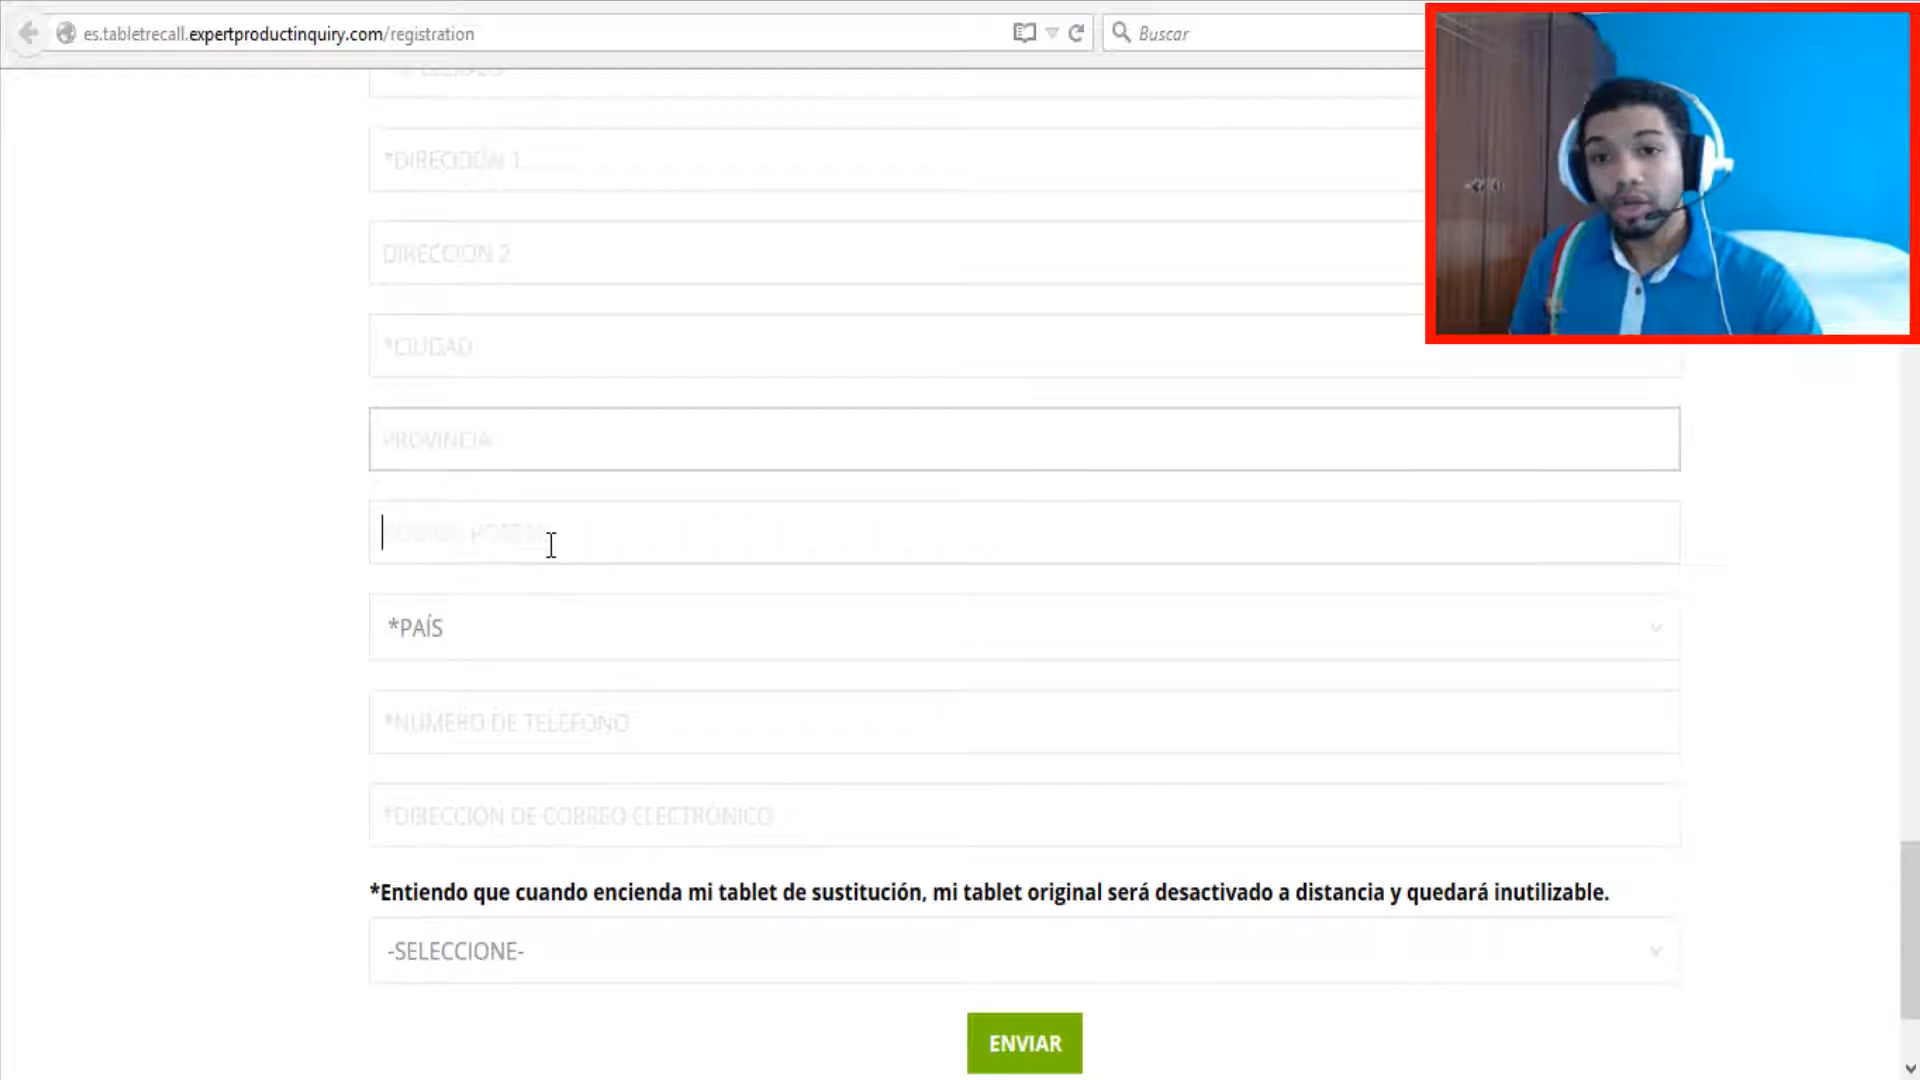 es.tabletrecall.expertproductinquiry.com/registration
Buscar
*DIRECCIÓN 1
DIRECCIÓN 2
*CIUDAD
PROVINCIA
*PAÍS
*NÚMERO DE TELÉFONO
*DIRECCIÓN DE CORREO ELECTRÓNICO
*Entiendo que cuando encienda mi tablet de sustitución, mi tablet original será desactivado a distancia y quedará inutilizable.
-SELECCIONE-
ENVIAR